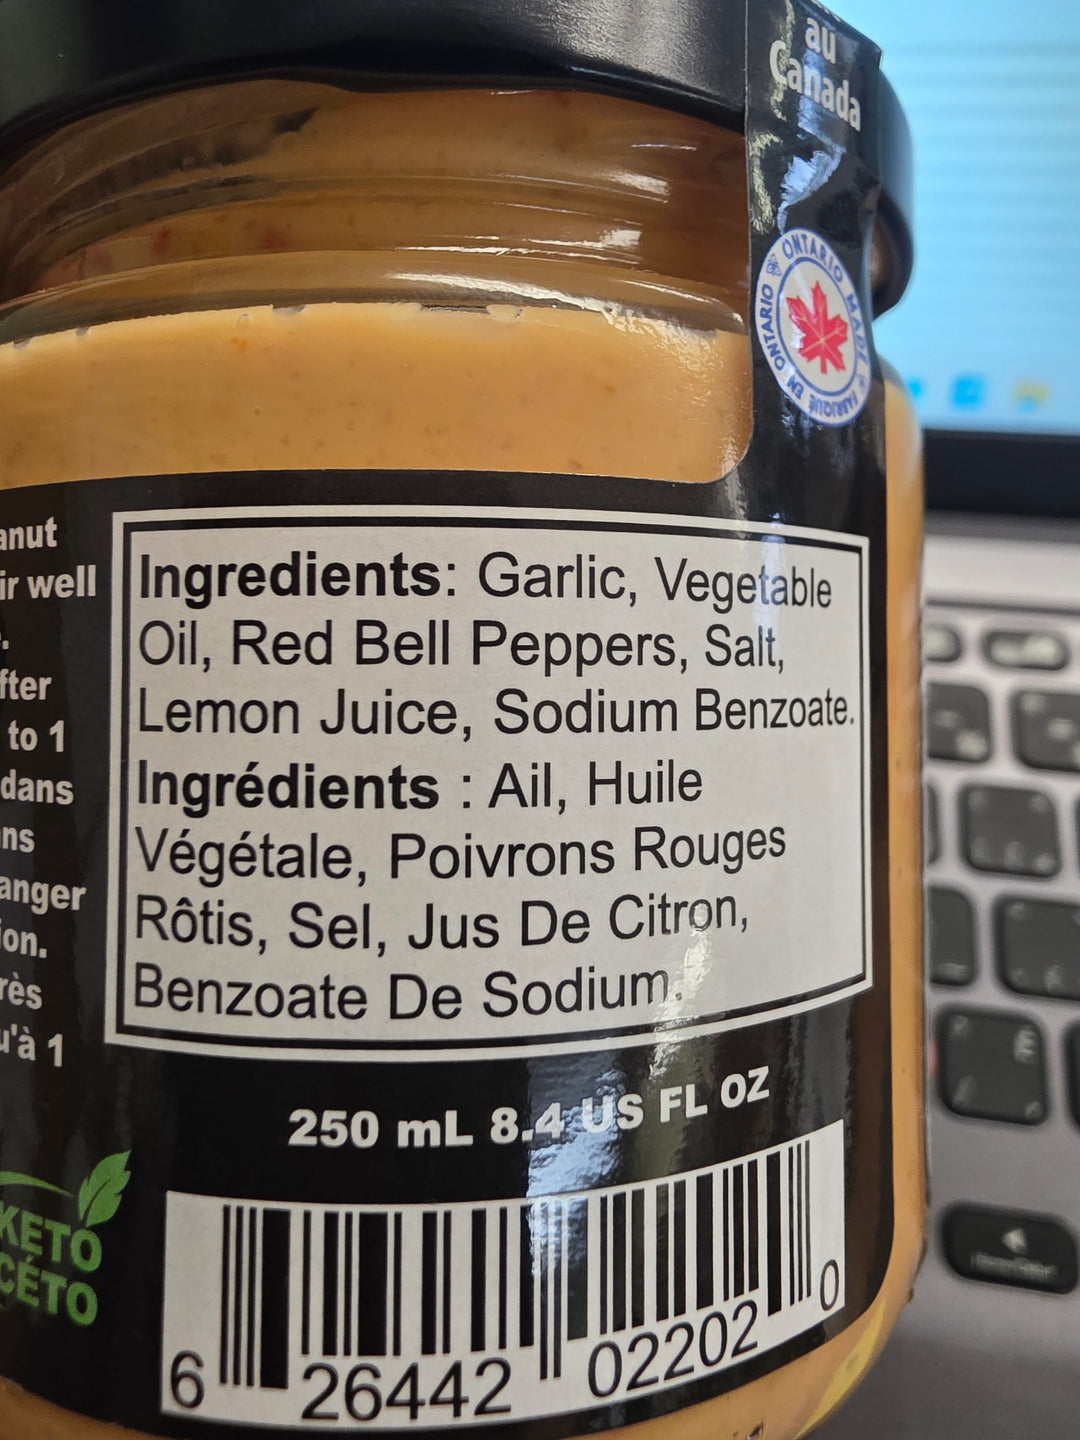 au
Canada
ONTARIO MADE
FABRIQUÉ EN ONTARIO
anut
ir well
.
fter
to 1
dans
ns
anger
ion.
rès
u'à 1
Ingredients: Garlic, Vegetable
Oil, Red Bell Peppers, Salt,
Lemon Juice, Sodium Benzoate.
Ingrédients : Ail, Huile
Végétale, Poivrons Rouges
Rôtis, Sel, Jus De Citron,
Benzoate De Sodium.
250 mL 8.4 US FL OZ
KETO
CÉTO
6 26442 02202 0